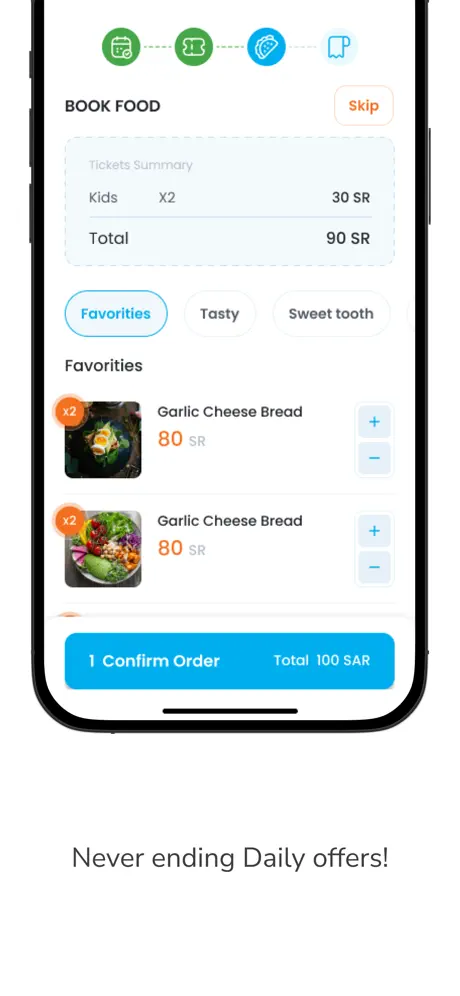 BOOK FOOD
Skip
Tickets Summary
Kids X2 30 SR
Total 90 SR
Favorities Tasty Sweet tooth
Favorities
x2
Garlic Cheese Bread
80 SR
+
−
x2
Garlic Cheese Bread
80 SR
+
−
1 Confirm Order Total 100 SAR
Never ending Daily offers!